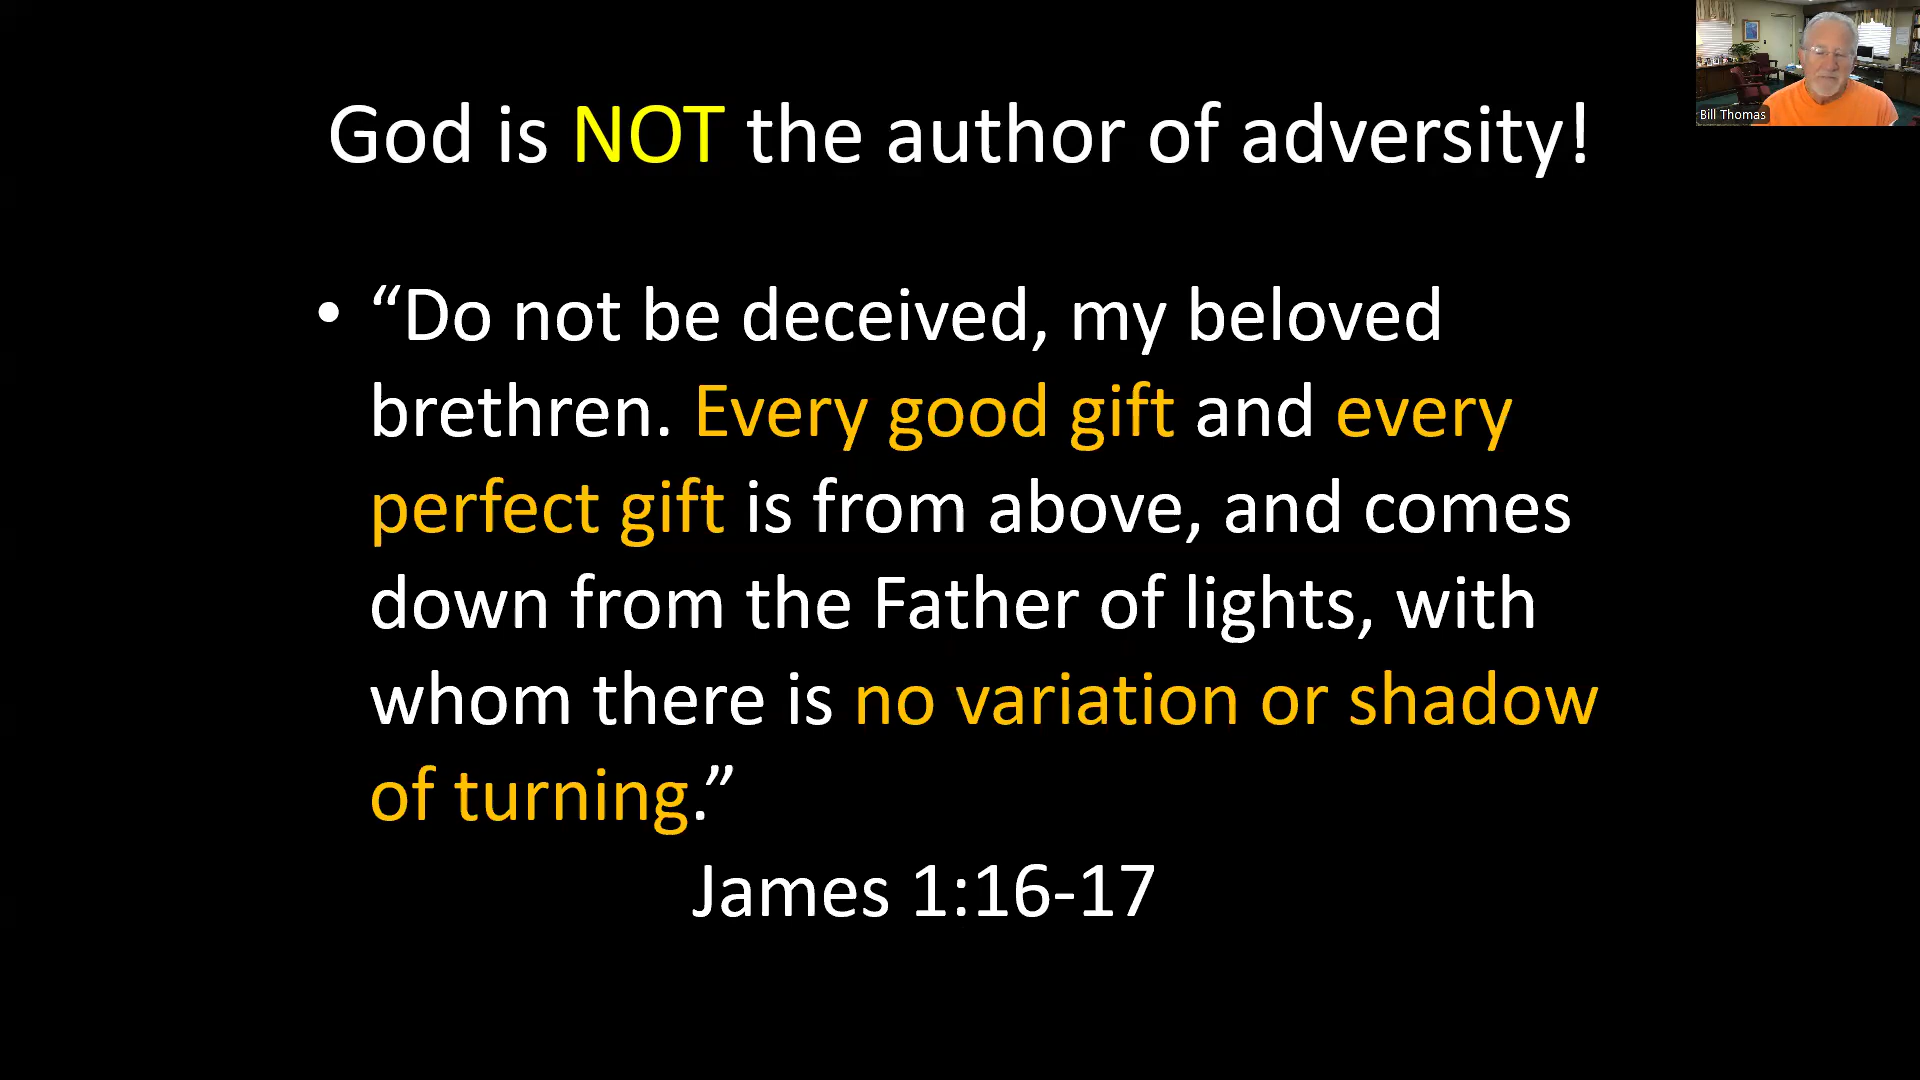 God is NOT the author of adversity!
• “Do not be deceived, my beloved
brethren. Every good gift and every
perfect gift is from above, and comes
down from the Father of lights, with
whom there is no variation or shadow
of turning.”
James 1:16-17
Bill Thomas